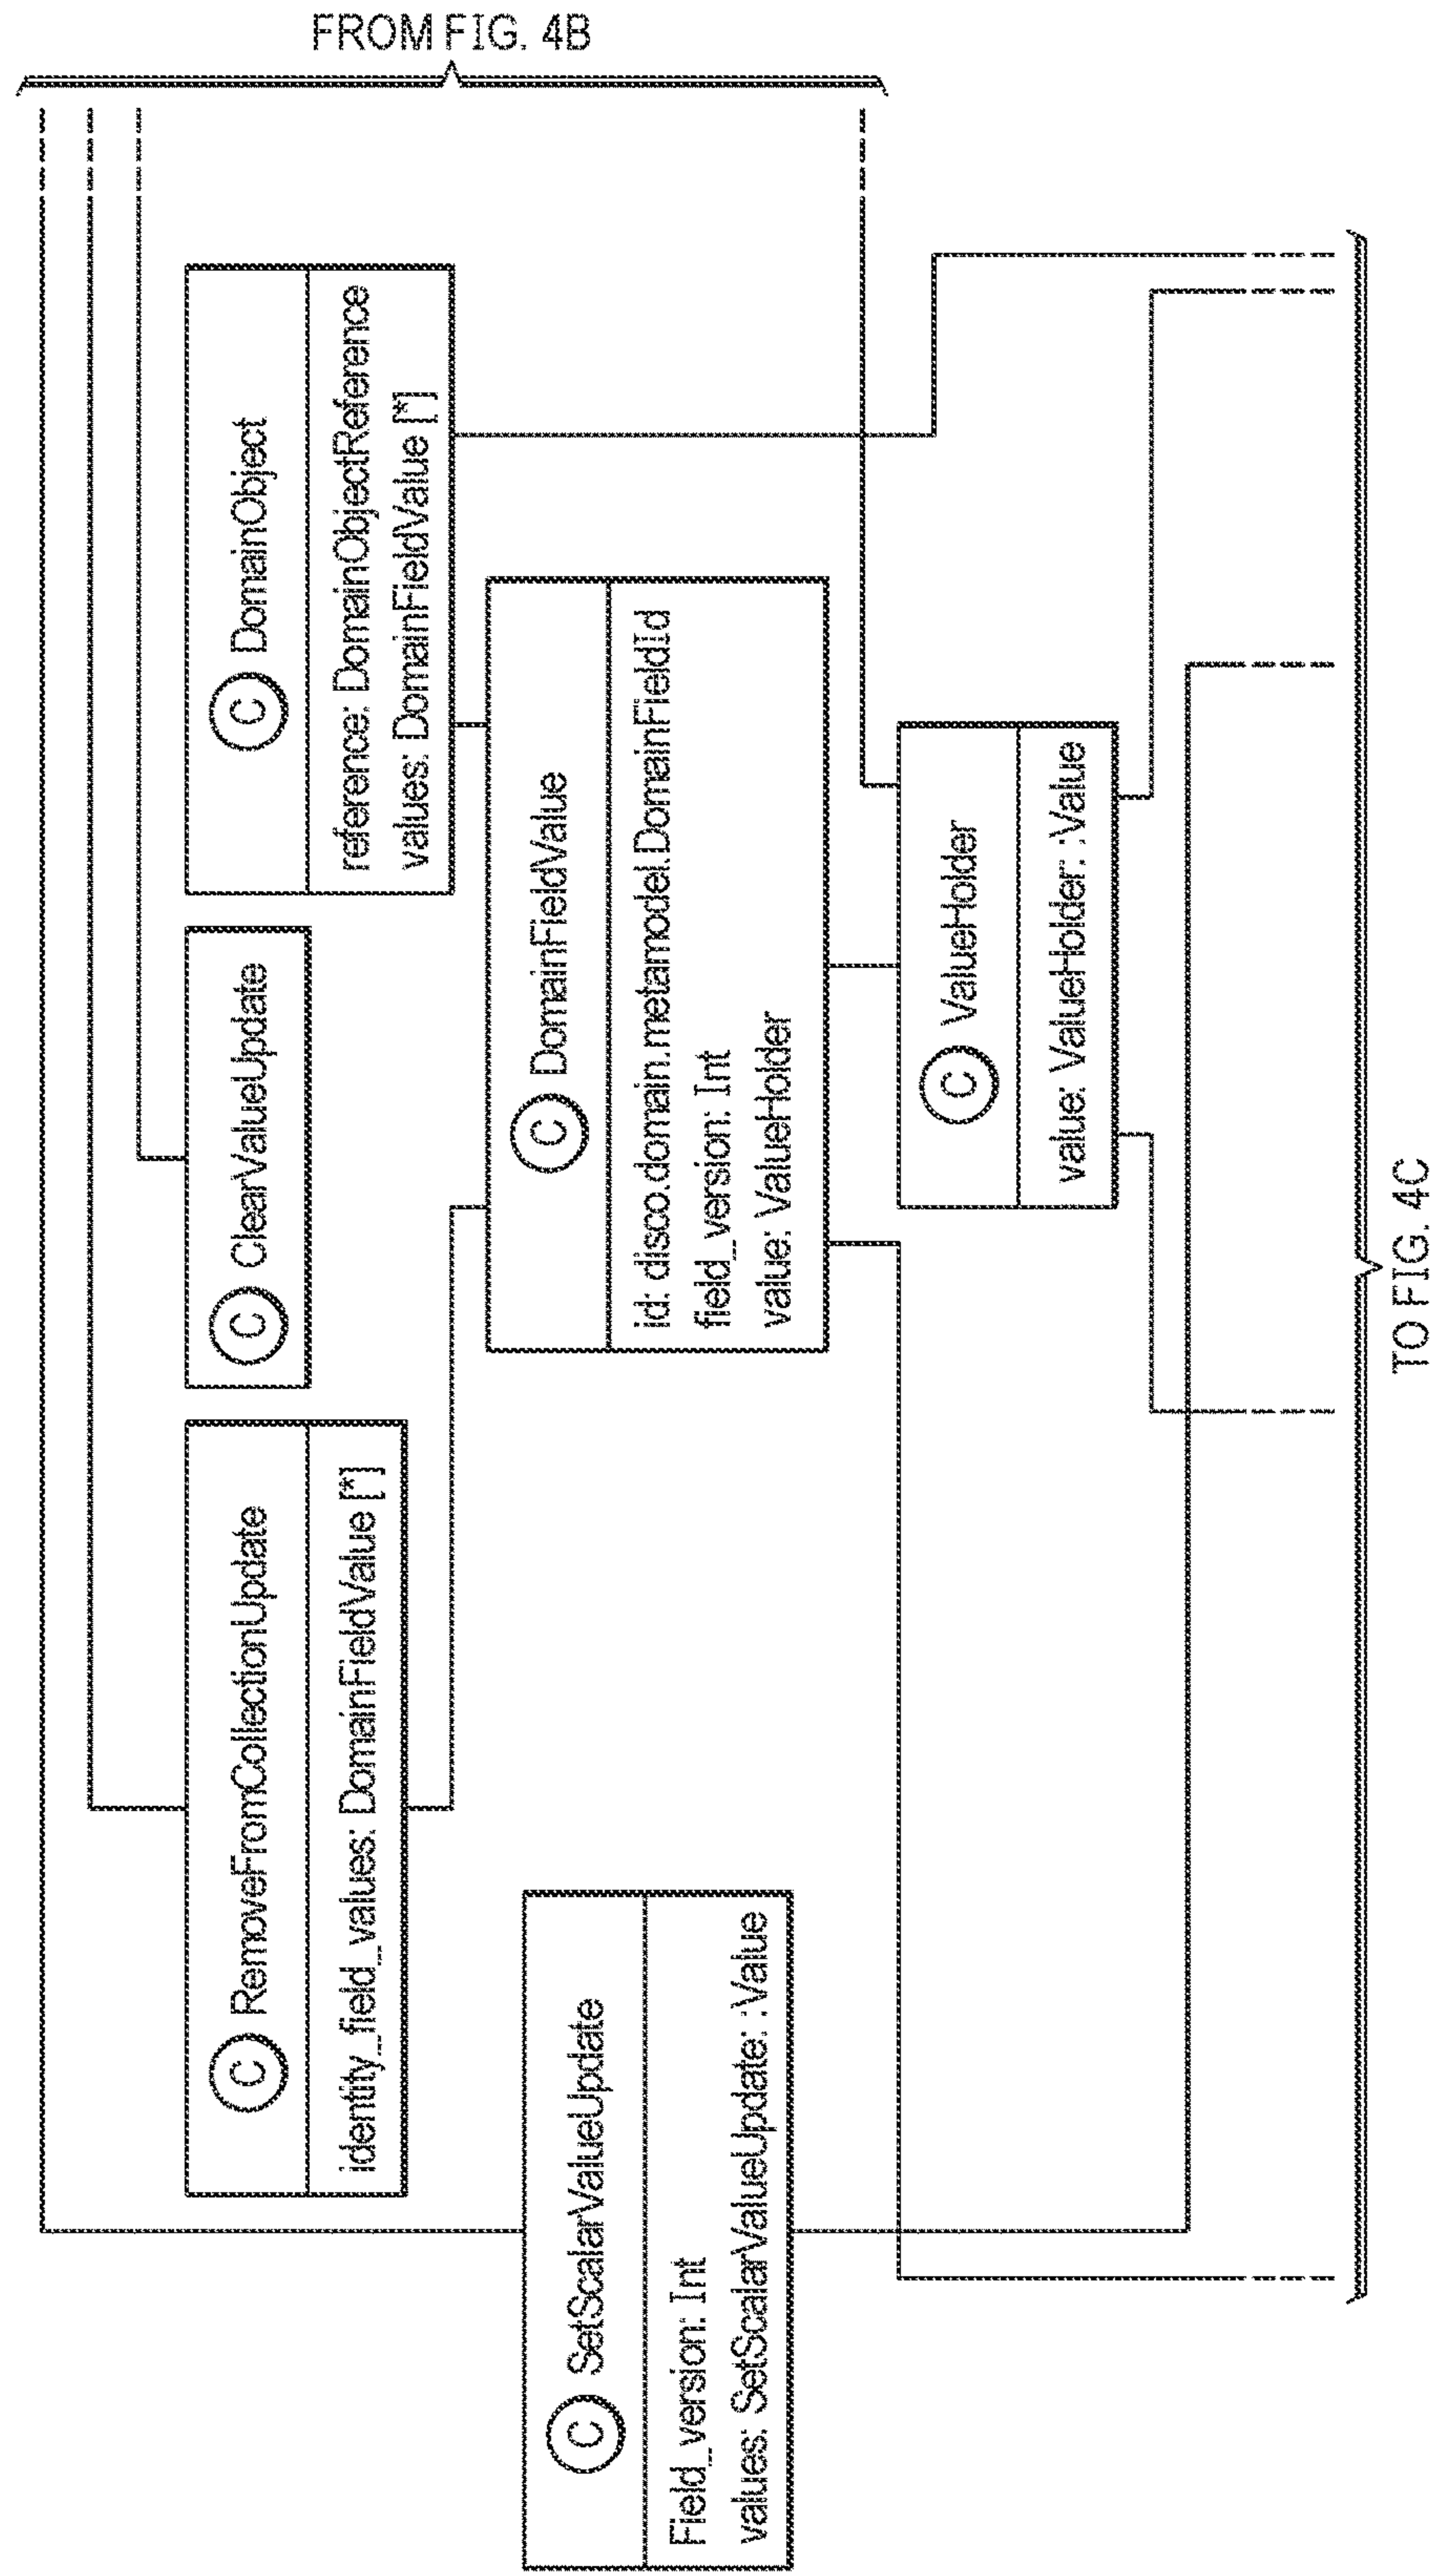 FROM FIG. 4B
C RemoveFromCollectionUpdate
identity_field_values: DomainFieldValue [*]
C ClearValueUpdate
C DomainObject
reference: DomainObjectReference
values: DomainFieldValue [*]
C SetScalarValueUpdate
Field_version: Int
values: SetScalarValueUpdate: :Value
C DomainFieldValue
id: disco.domain.metamodel.DomainFieldId
field_version: Int
value: ValueHolder
C ValueHolder
value: ValueHolder: :Value
TO FIG. 4C